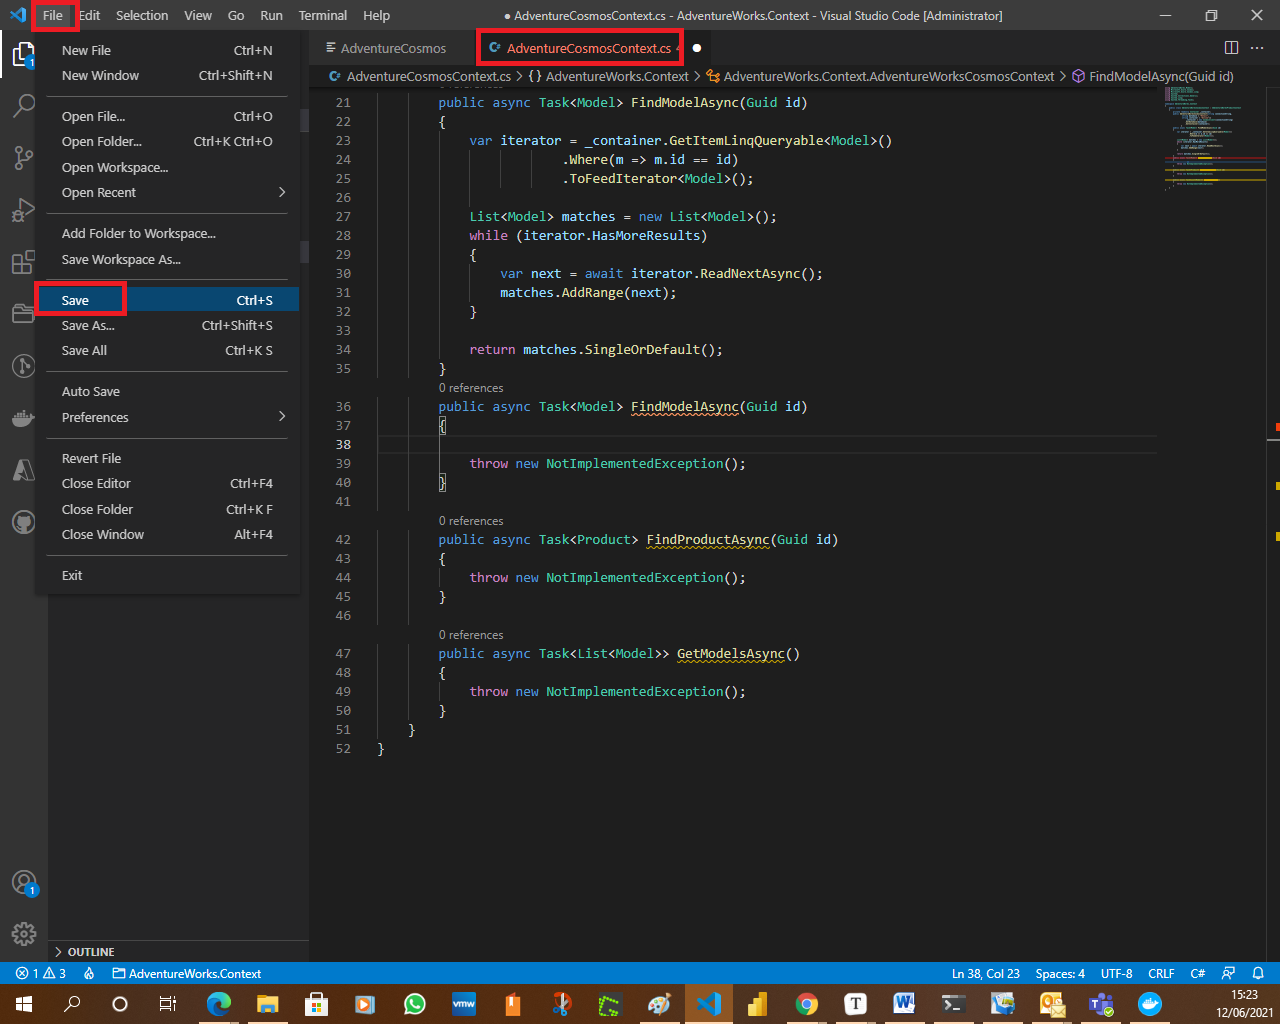 File Edit Selection View Go Run Terminal Help ● AdventureCosmosContext.cs - AdventureWorks.Context - Visual Studio Code [Administrator]
New File Ctrl+N
New Window Ctrl+Shift+N
Open File... Ctrl+O
Open Folder... Ctrl+K Ctrl+O
Open Workspace...
Open Recent
Add Folder to Workspace...
Save Workspace As...
Save Ctrl+S
Save As... Ctrl+Shift+S
Save All Ctrl+K S
Auto Save
Preferences
Revert File
Close Editor Ctrl+F4
Close Folder Ctrl+K F
Close Window Alt+F4
Exit
1
1
OUTLINE
AdventureCosmos AdventureCosmosContext.cs
AdventureCosmosContext.cs > {} AdventureWorks.Context > AdventureWorks.Context.AdventureWorksCosmosContext > FindModelAsync(Guid id)
21 public async Task<Model> FindModelAsync(Guid id)
22 {
23 var iterator = _container.GetItemLinqQueryable<Model>()
24 .Where(m => m.id == id)
25 .ToFeedIterator<Model>();
26
27 List<Model> matches = new List<Model>();
28 while (iterator.HasMoreResults)
29 {
30 var next = await iterator.ReadNextAsync();
31 matches.AddRange(next);
32 }
33
34 return matches.SingleOrDefault();
35 }
0 references
36 public async Task<Model> FindModelAsync(Guid id)
37 {
38
39 throw new NotImplementedException();
40 }
41
0 references
42 public async Task<Product> FindProductAsync(Guid id)
43 {
44 throw new NotImplementedException();
45 }
46
0 references
47 public async Task<List<Model>> GetModelsAsync()
48 {
49 throw new NotImplementedException();
50 }
51 }
52 }
1 3 AdventureWorks.Context Ln 38, Col 23 Spaces: 4 UTF-8 CRLF C#
vmw T W
15:23
12/06/2021